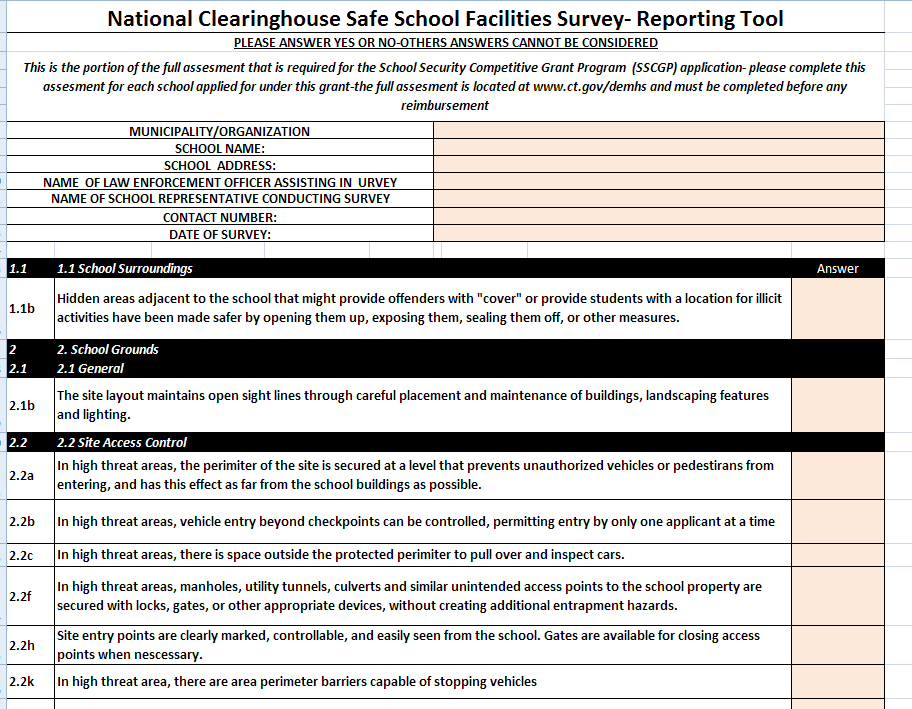 National Clearinghouse Safe School Facilities Survey- Reporting Tool
PLEASE ANSWER YES OR NO-OTHERS ANSWERS CANNOT BE CONSIDERED
This is the portion of the full assesment that is required for the School Security Competitive Grant Program (SSCGP) application- please complete this
assesment for each school applied for under this grant-the full assesment is located at www.ct.gov/demhs and must be completed before any
reimbursement
MUNICIPALITY/ORGANIZATION
SCHOOL NAME:
SCHOOL ADDRESS:
NAME OF LAW ENFORCEMENT OFFICER ASSISTING IN URVEY
NAME OF SCHOOL REPRESENTATIVE CONDUCTING SURVEY
CONTACT NUMBER:
DATE OF SURVEY:
1.1 1.1 School Surroundings Answer
1.1b Hidden areas adjacent to the school that might provide offenders with "cover" or provide students with a location for illicit
activities have been made safer by opening them up, exposing them, sealing them off, or other measures.
2 2. School Grounds
2.1 2.1 General
2.1b The site layout maintains open sight lines through careful placement and maintenance of buildings, landscaping features
and lighting.
2.2 2.2 Site Access Control
2.2a In high threat areas, the perimiter of the site is secured at a level that prevents unauthorized vehicles or pedestirans from
entering, and has this effect as far from the school buildings as possible.
2.2b In high threat areas, vehicle entry beyond checkpoints can be controlled, permitting entry by only one applicant at a time
2.2c In high threat areas, there is space outside the protected perimeter to pull over and inspect cars.
2.2f In high threat areas, manholes, utility tunnels, culverts and similar unintended access points to the school property are
secured with locks, gates, or other appropriate devices, without creating additional entrapment hazards.
2.2h Site entry points are clearly marked, controllable, and easily seen from the school. Gates are available for closing access
points when nescessary.
2.2k In high threat area, there are area perimeter barriers capable of stopping vehicles